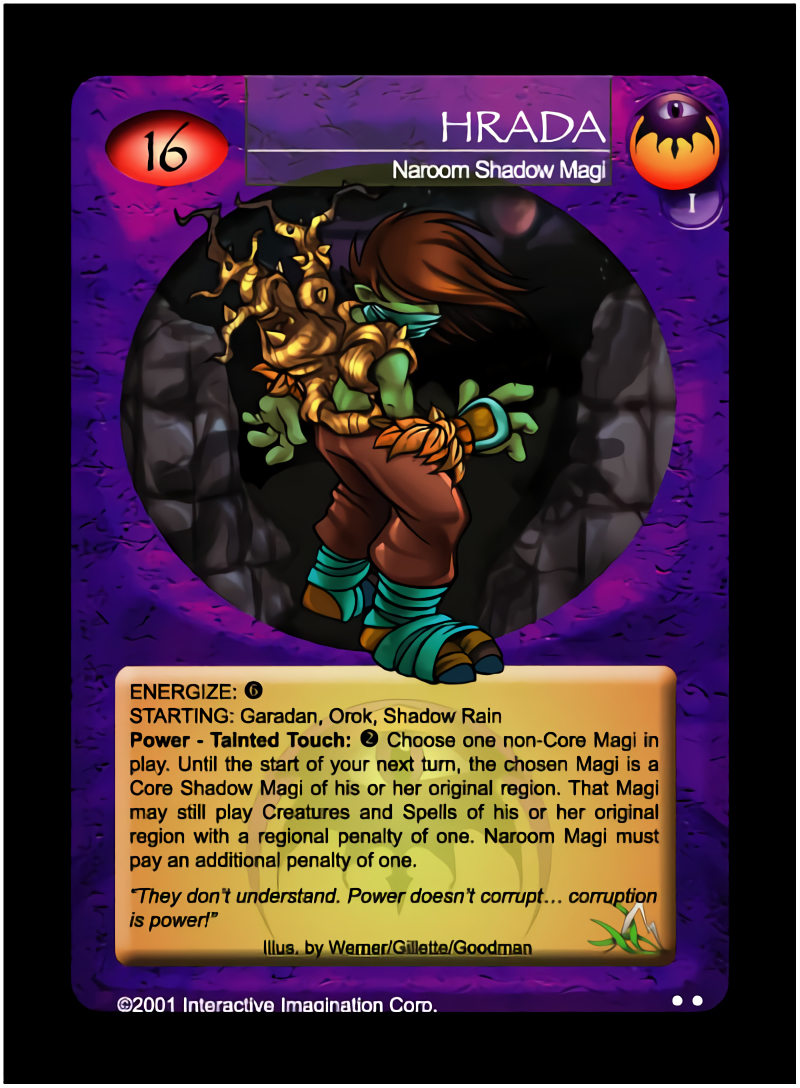 16
HRADA
Naroom Shadow Magi
I
ENERGIZE: ❻
STARTING: Garadan, Orok, Shadow Rain
Power - Tainted Touch: ❷ Choose one non-Core Magi in
play. Until the start of your next turn, the chosen Magi is a
Core Shadow Magi of his or her original region. That Magi
may still play Creatures and Spells of his or her original
region with a regional penalty of one. Naroom Magi must
pay an additional penalty of one.
"They don't understand. Power doesn't corrupt... corruption
is power!"
Illus. by Werner/Gillette/Goodman
©2001 Interactive Imagination Corp.